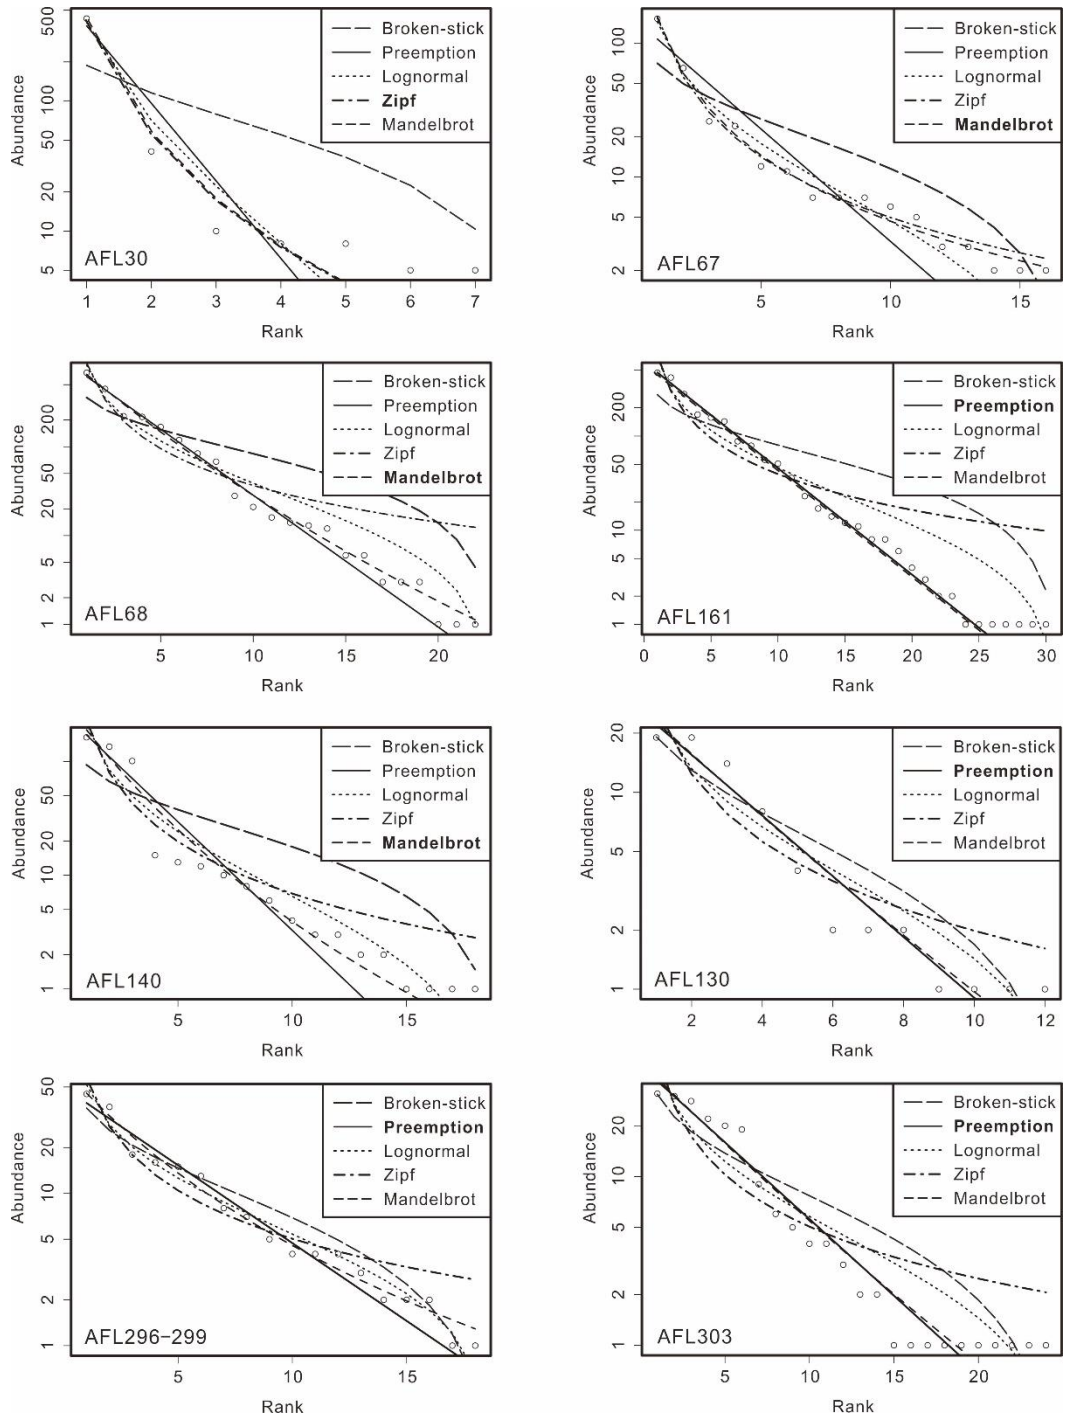 Broken-stick
Preemption
Lognormal
Zipf
Mandelbrot
Abundance
500
100
50
20
10
5
AFL30
1 2 3 4 5 6 7
Rank
Broken-stick
Preemption
Lognormal
Zipf
Mandelbrot
Abundance
100
50
20
10
5
2
AFL67
5 10 15
Rank
Broken-stick
Preemption
Lognormal
Zipf
Mandelbrot
Abundance
200
50
20
5
2
1
AFL68
5 10 15 20
Rank
Broken-stick
Preemption
Lognormal
Zipf
Mandelbrot
Abundance
200
50
10
5
2
1
AFL161
0 5 10 15 20 25 30
Rank
Broken-stick
Preemption
Lognormal
Zipf
Mandelbrot
Abundance
50
20
10
5
2
1
AFL140
5 10 15
Rank
Broken-stick
Preemption
Lognormal
Zipf
Mandelbrot
Abundance
20
10
5
2
1
AFL130
2 4 6 8 10 12
Rank
Broken-stick
Preemption
Lognormal
Zipf
Mandelbrot
Abundance
50
20
10
5
2
1
AFL296–299
5 10 15
Rank
Broken-stick
Preemption
Lognormal
Zipf
Mandelbrot
Abundance
20
10
5
2
1
AFL303
5 10 15 20
Rank